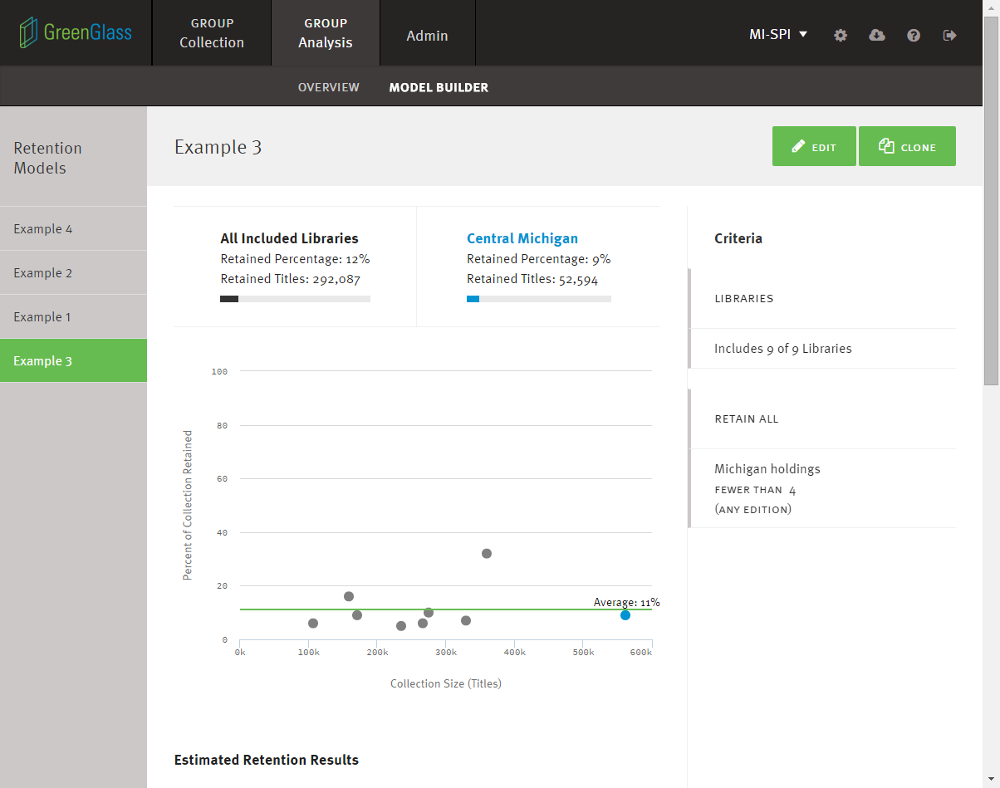 GreenGlass
GROUP
Collection
GROUP
Analysis
Admin
MI-SPI
OVERVIEW
MODEL BUILDER
Retention
Models
Example 4
Example 2
Example 1
Example 3
Example 3
EDIT
CLONE
All Included Libraries
Retained Percentage: 12%
Retained Titles: 292,087
Central Michigan
Retained Percentage: 9%
Retained Titles: 52,594
Percent of Collection Retained
100
80
60
40
20
0
Average: 11%
0k 100k 200k 300k 400k 500k 600k
Collection Size (Titles)
Estimated Retention Results
Criteria
LIBRARIES
Includes 9 of 9 Libraries
RETAIN ALL
Michigan holdings
FEWER THAN 4
(ANY EDITION)